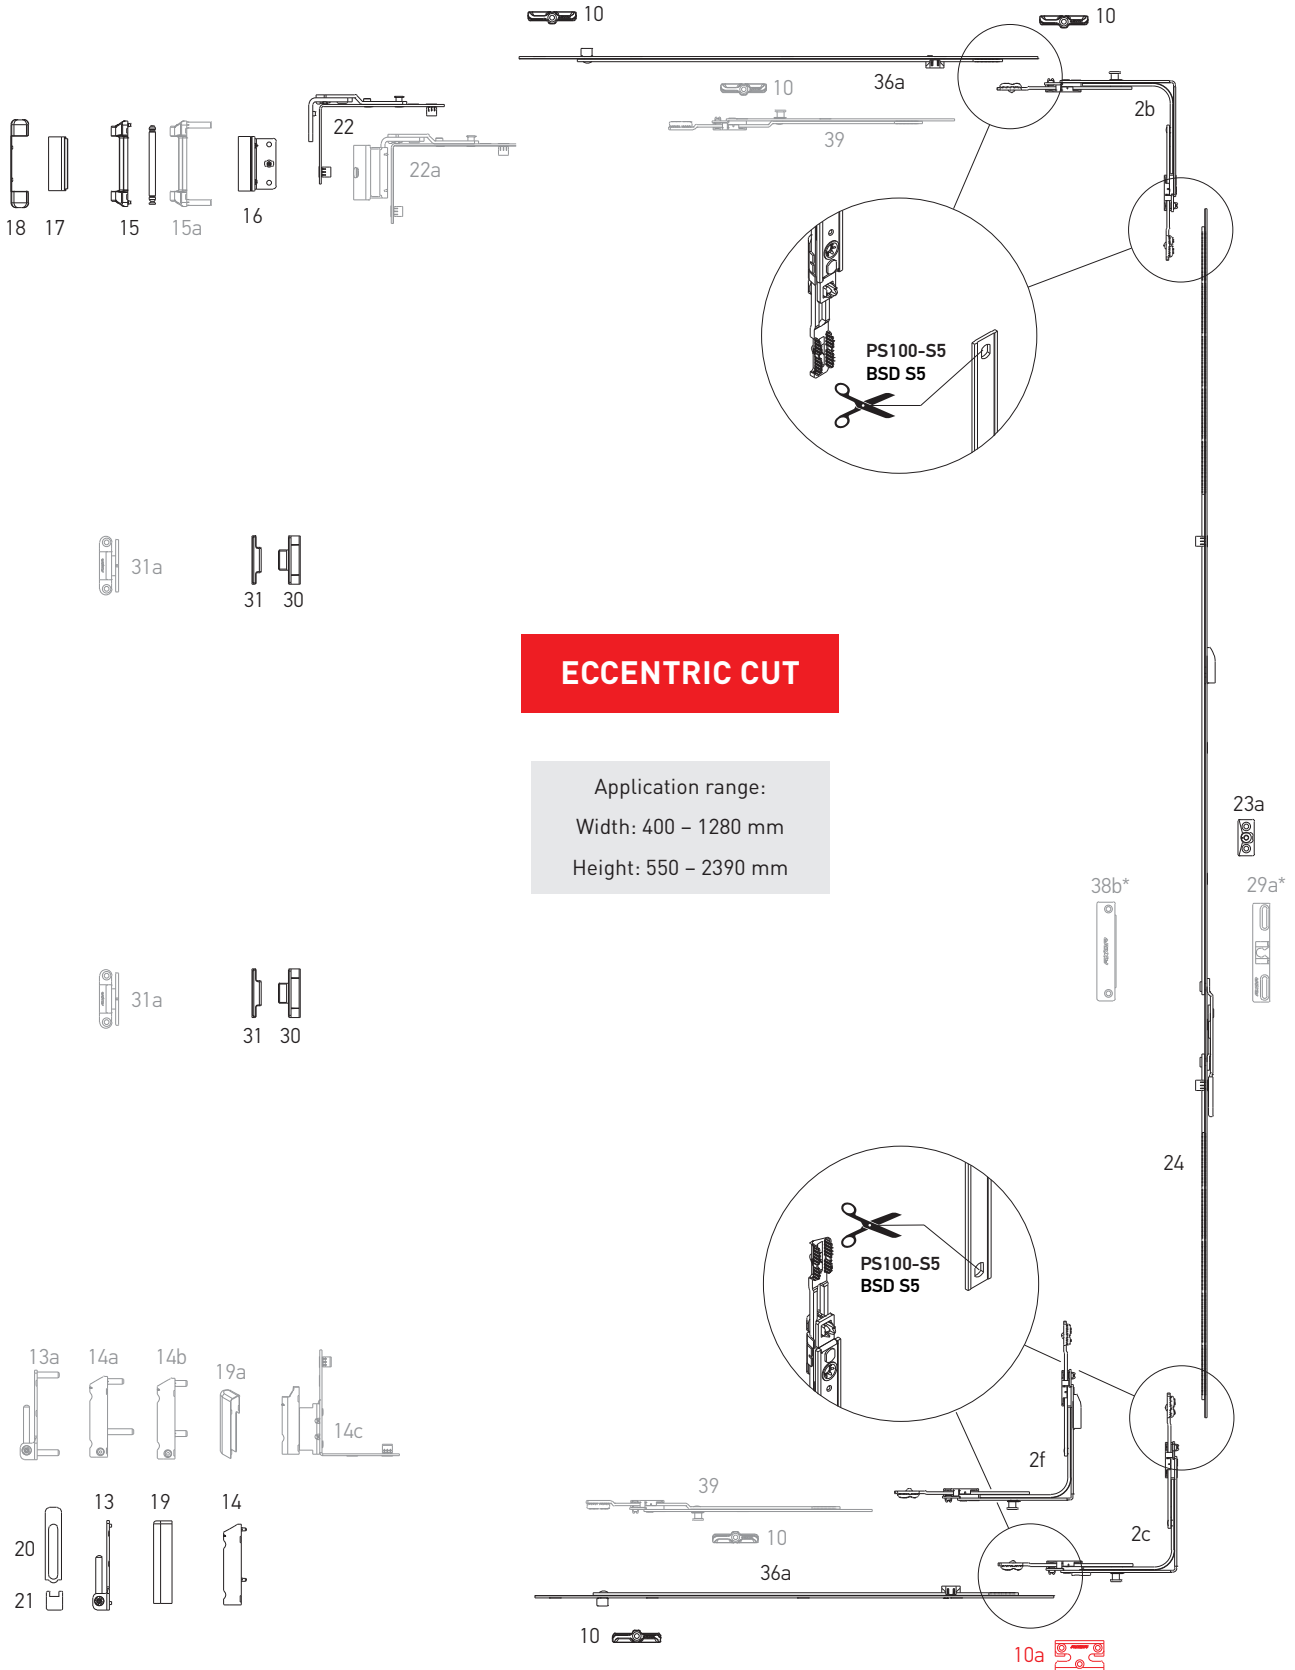 10
10
36a
10
2b
39
22
22a
18
17
15
15a
16
PS100-S5
BSD S5
31a
31
30
ECCENTRIC CUT
Application range:
Width: 400 – 1280 mm
Height: 550 – 2390 mm
23a
38b*
29a*
31a
31
30
24
PS100-S5
BSD S5
13a
14a
14b
19a
14c
2f
39
13
19
14
20
10
2c
36a
21
10
10a